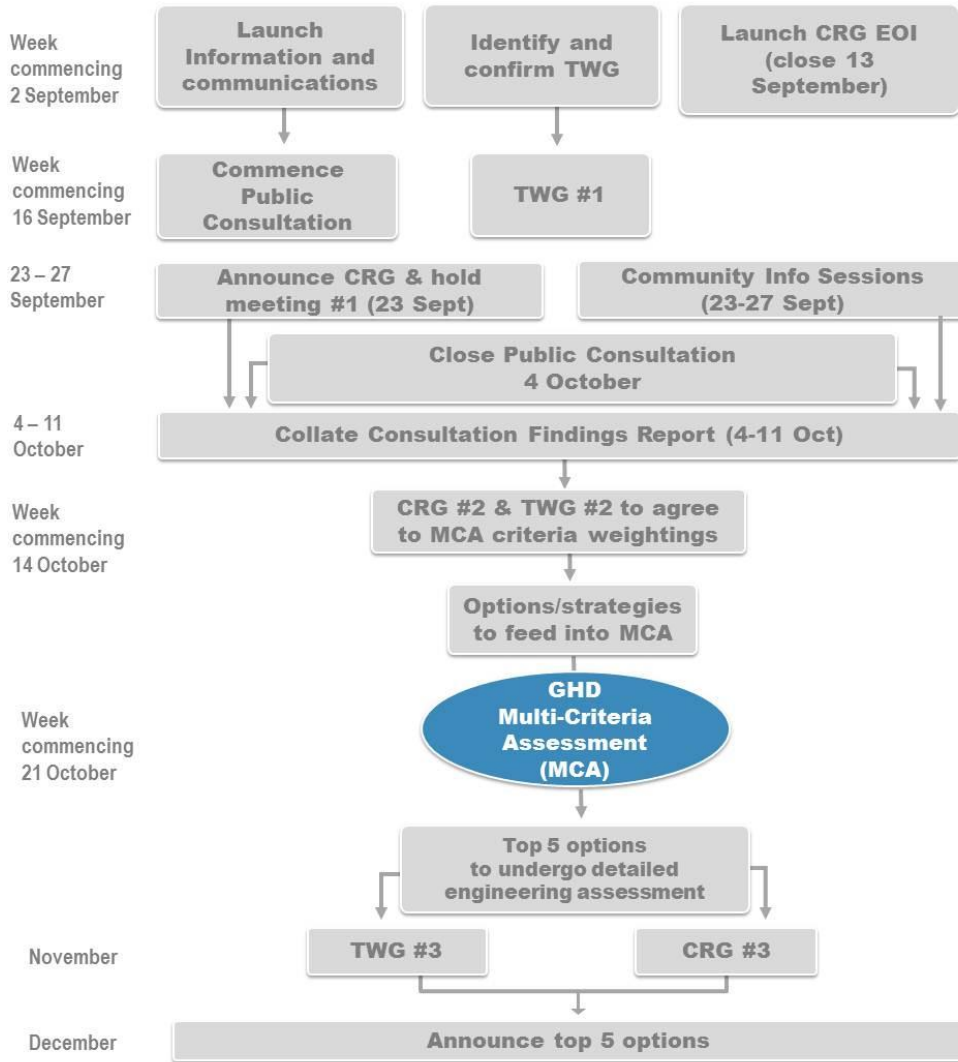 Week
commencing
2 September
Launch
Information and
communications
Identify and
confirm TWG
Launch CRG EOI
(close 13
September)
Week
commencing
16 September
Commence
Public
Consultation
TWG #1
23 – 27
September
Announce CRG & hold
meeting #1 (23 Sept)
Community Info Sessions
(23-27 Sept)
Close Public Consultation
4 October
4 – 11
October
Collate Consultation Findings Report (4-11 Oct)
Week
commencing
14 October
CRG #2 & TWG #2 to agree
to MCA criteria weightings
Options/strategies
to feed into MCA
Week
commencing
21 October
GHD
Multi-Criteria
Assessment
(MCA)
Top 5 options
to undergo detailed
engineering assessment
November
TWG #3
CRG #3
December
Announce top 5 options